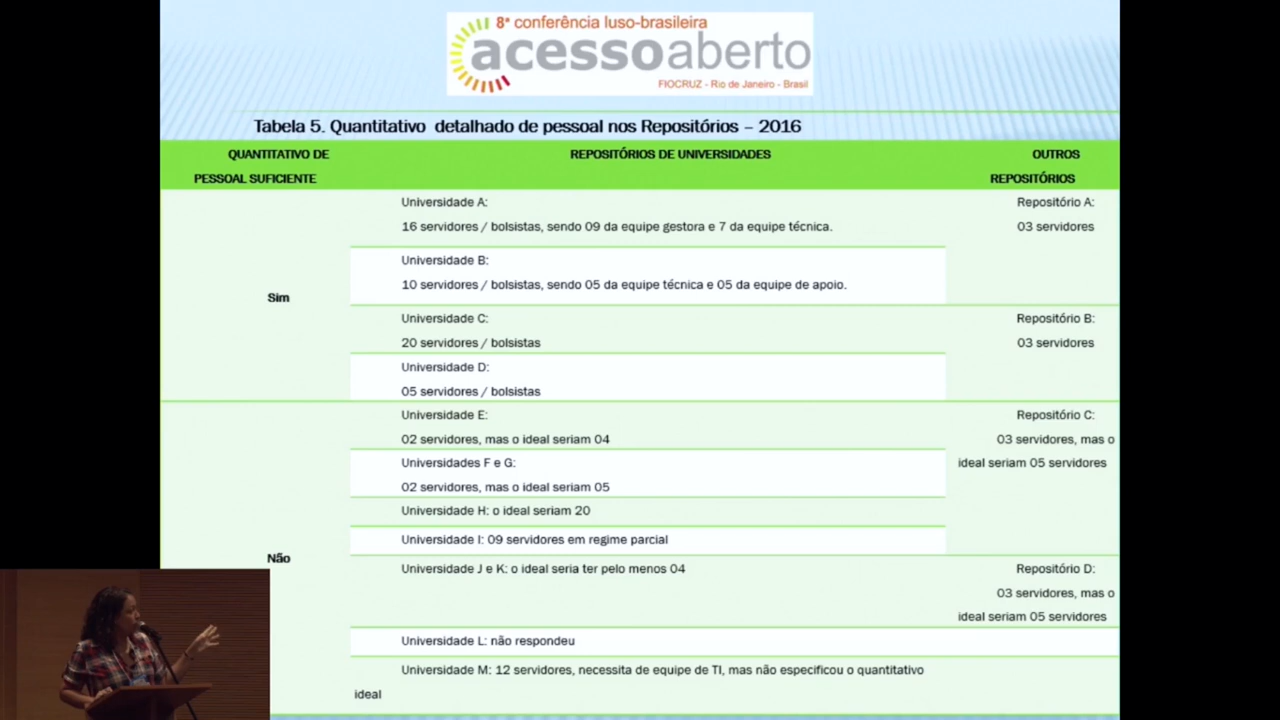 8ª conferência luso-brasileira
acessoaberto
FIOCRUZ - Rio de Janeiro - Brasil
Tabela 5. Quantitativo detalhado de pessoal nos Repositórios – 2016
QUANTITATIVO DE
PESSOAL SUFICIENTE
REPOSITÓRIOS DE UNIVERSIDADES
OUTROS
REPOSITÓRIOS
Sim
Universidade A:
16 servidores / bolsistas, sendo 09 da equipe gestora e 7 da equipe técnica.
Repositório A:
03 servidores
Universidade B:
10 servidores / bolsistas, sendo 05 da equipe técnica e 05 da equipe de apoio.
Universidade C:
20 servidores / bolsistas
Repositório B:
03 servidores
Universidade D:
05 servidores / bolsistas
Não
Universidade E:
02 servidores, mas o ideal seriam 04
Repositório C:
03 servidores, mas o
ideal seriam 05 servidores
Universidades F e G:
02 servidores, mas o ideal seriam 05
Universidade H: o ideal seriam 20
Universidade I: 09 servidores em regime parcial
Universidade J e K: o ideal seria ter pelo menos 04
Repositório D:
03 servidores, mas o
ideal seriam 05 servidores
Universidade L: não respondeu
Universidade M: 12 servidores, necessita de equipe de TI, mas não especificou o quantitativo
ideal